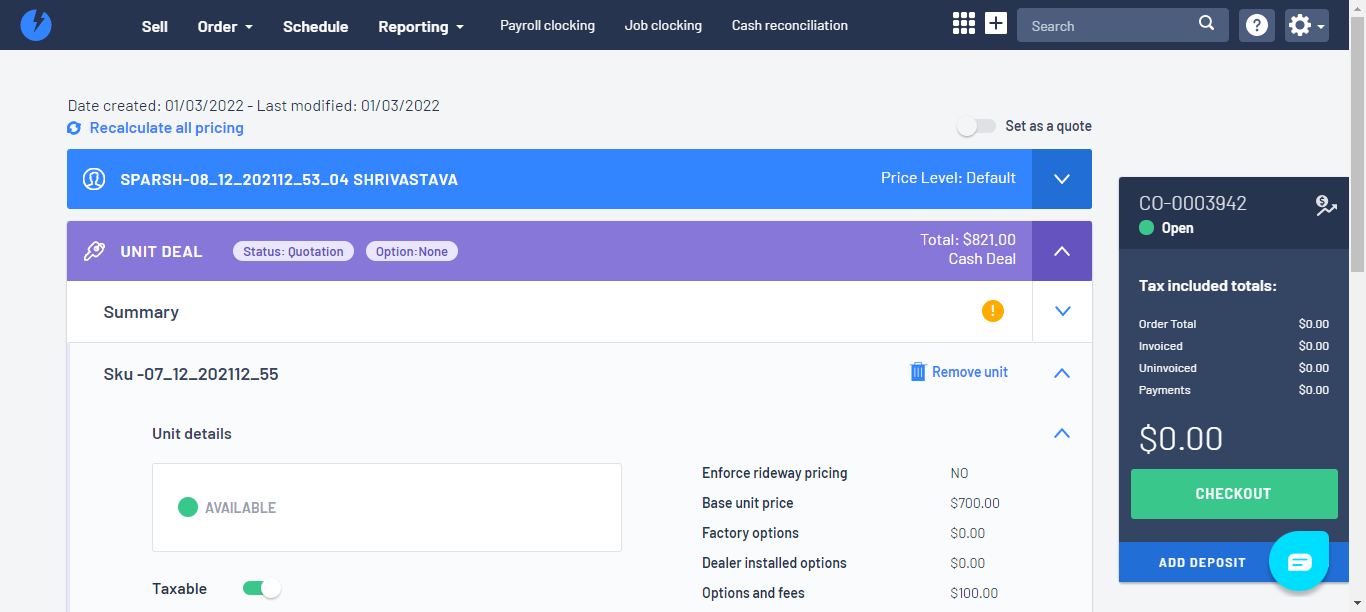 Sell Order Schedule Reporting Payroll clocking Job clocking Cash reconciliation Search ?
Date created: 01/03/2022 - Last modified: 01/03/2022
Recalculate all pricing
Set as a quote
SPARSH-08_12_202112_53_04 SHRIVASTAVA Price Level: Default
UNIT DEAL Status: Quotation Option:None Total: $821.00
Cash Deal
Summary !
Sku -07_12_202112_55 Remove unit
Unit details
AVAILABLE
Taxable
Enforce rideway pricing NO
Base unit price $700.00
Factory options $0.00
Dealer installed options $0.00
Options and fees $100.00
CO-0003942 $
Open
Tax included totals:
Order Total $0.00
Invoiced $0.00
Uninvoiced $0.00
Payments $0.00
$0.00
CHECKOUT
ADD DEPOSIT